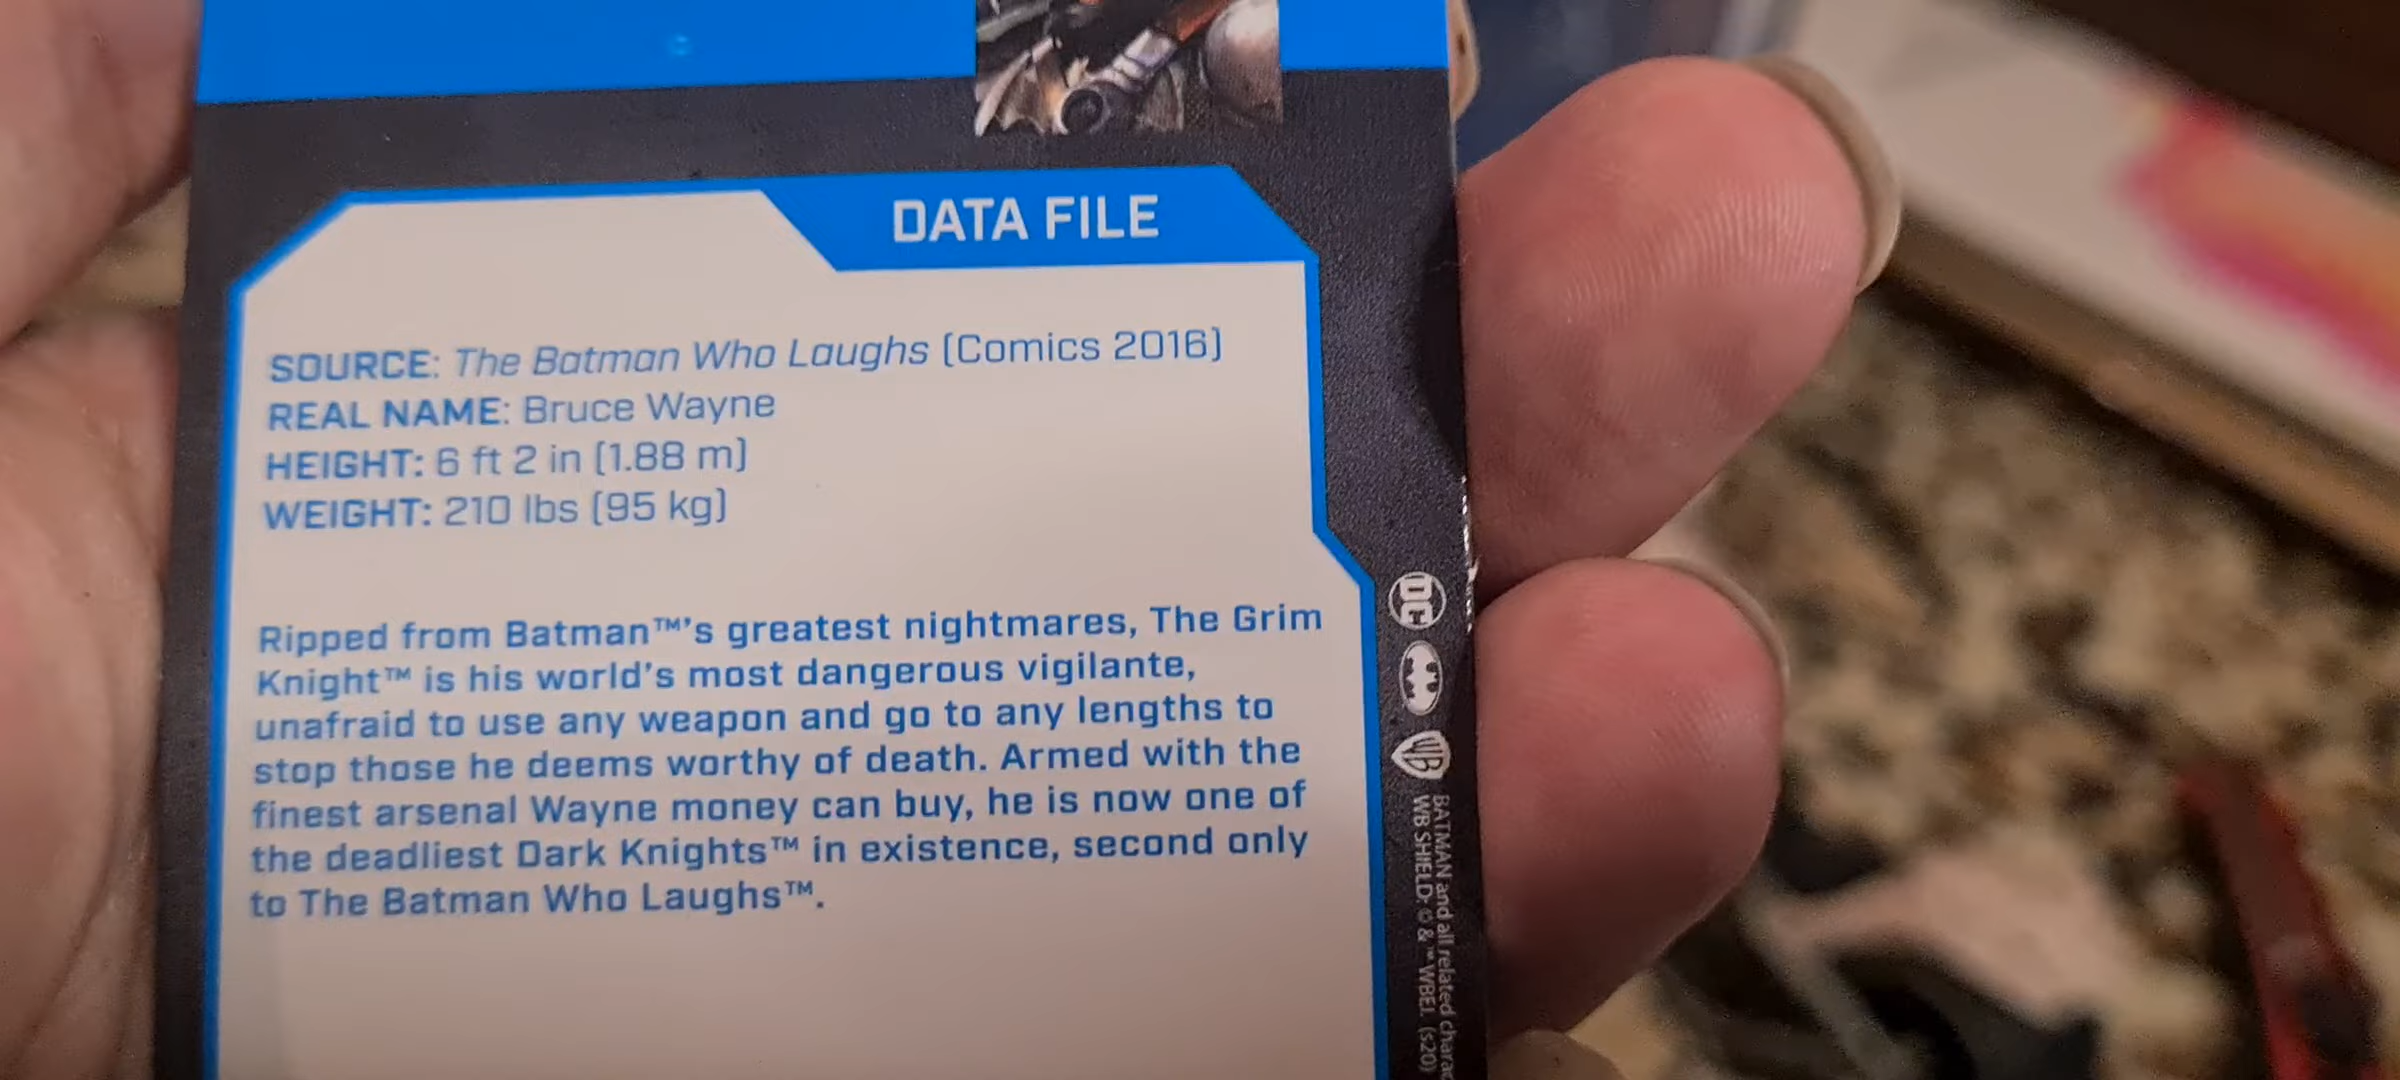 DATA FILE
SOURCE: The Batman Who Laughs (Comics 2016)
REAL NAME: Bruce Wayne
HEIGHT: 6 ft 2 in (1.88 m)
WEIGHT: 210 lbs (95 kg)
Ripped from Batman™'s greatest nightmares, The Grim
Knight™ is his world's most dangerous vigilante,
unafraid to use any weapon and go to any lengths to
stop those he deems worthy of death. Armed with the
finest arsenal Wayne money can buy, he is now one of
the deadliest Dark Knights™ in existence, second only
to The Batman Who Laughs™.
DC
WB
BATMAN and all related
WB SHIELD: © & ™ WBEI. (s20)